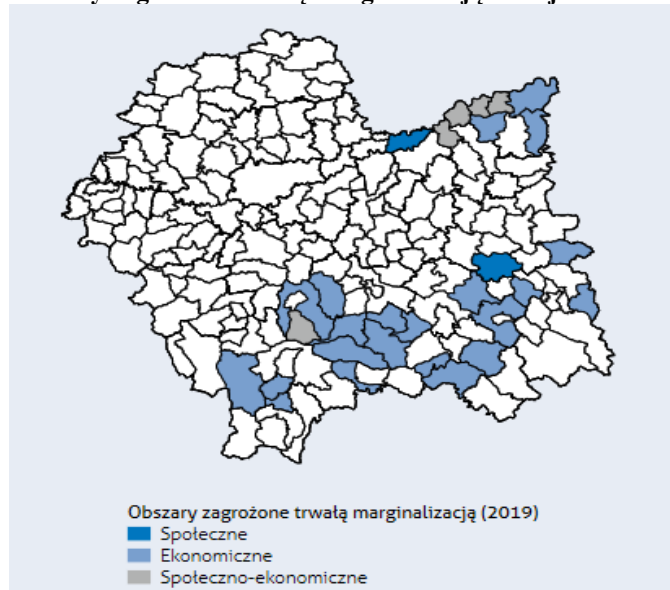 Obszary zagrożone trwałą marginalizacją (2019)
Społeczne
Ekonomiczne
Społeczno-ekonomiczne